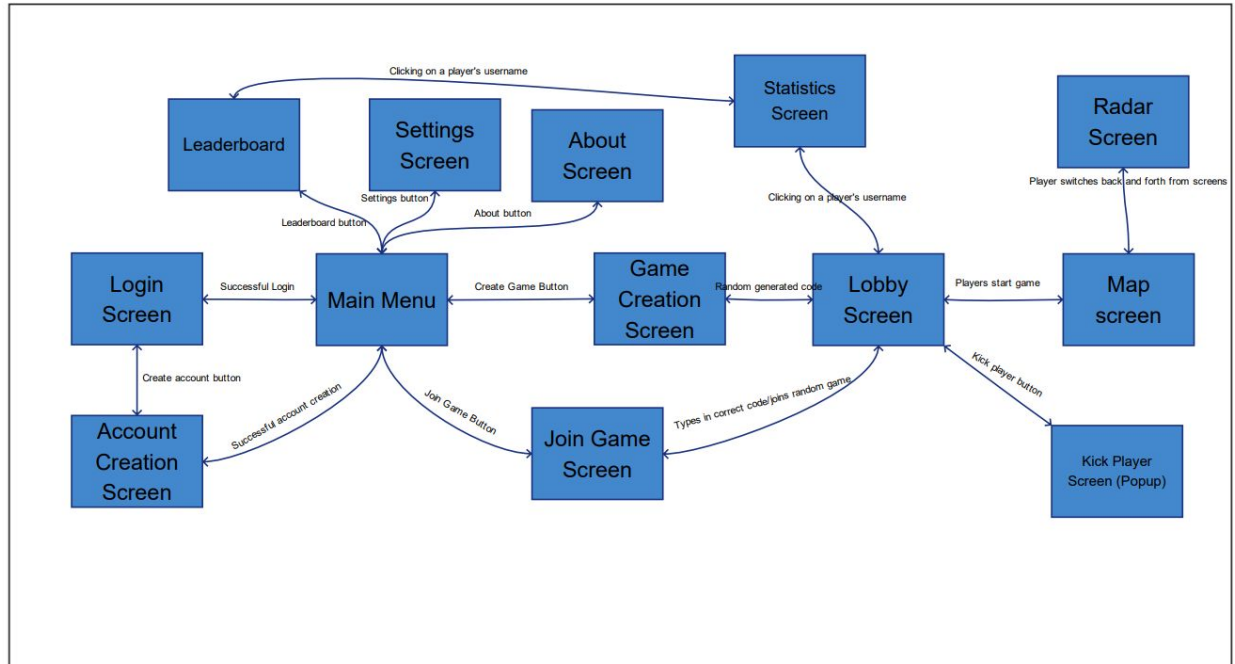 Clicking on a player's username
Statistics
Screen
Leaderboard
Settings
Screen
About
Screen
Radar
Screen
Player switches back and forth from screens
Settings button
Clicking on a player's username
Leaderboard button
About button
Login
Screen
Successful Login
Main Menu
Create Game Button
Game
Creation
Screen
Random generated code
Lobby
Screen
Players start game
Map
screen
Create account button
Successful account creation
Join Game Button
Types in correct code/joins random game
Kick player button
Account
Creation
Screen
Join Game
Screen
Kick Player
Screen (Popup)